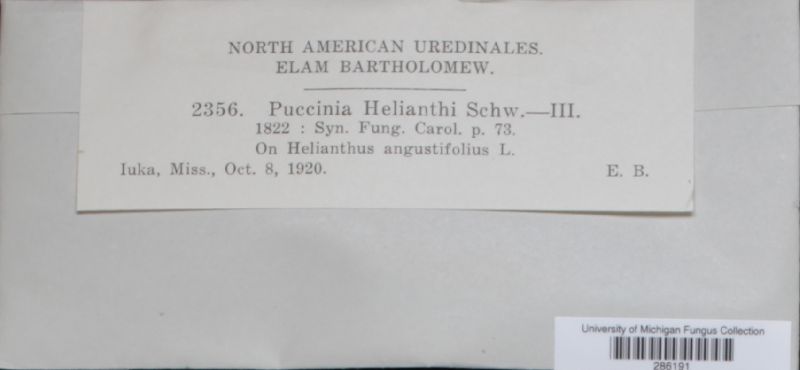 NORTH AMERICAN UREDINALES.
ELAM BARTHOLOMEW.
2356. Puccinia Helianthi Schw.—III.
1822 : Syn. Fung. Carol. p. 73.
On Helianthus angustifolius L.
Iuka, Miss., Oct. 8, 1920. E. B.
University of Michigan Fungus Collection
286191